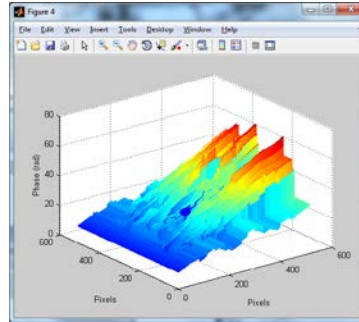 Figure 4
File Edit View Insert Tools Desktop Window Help
80
60
40
20
0
Phase (rad)
600
400
200
0
Pixels
0
200
400
600
Pixels